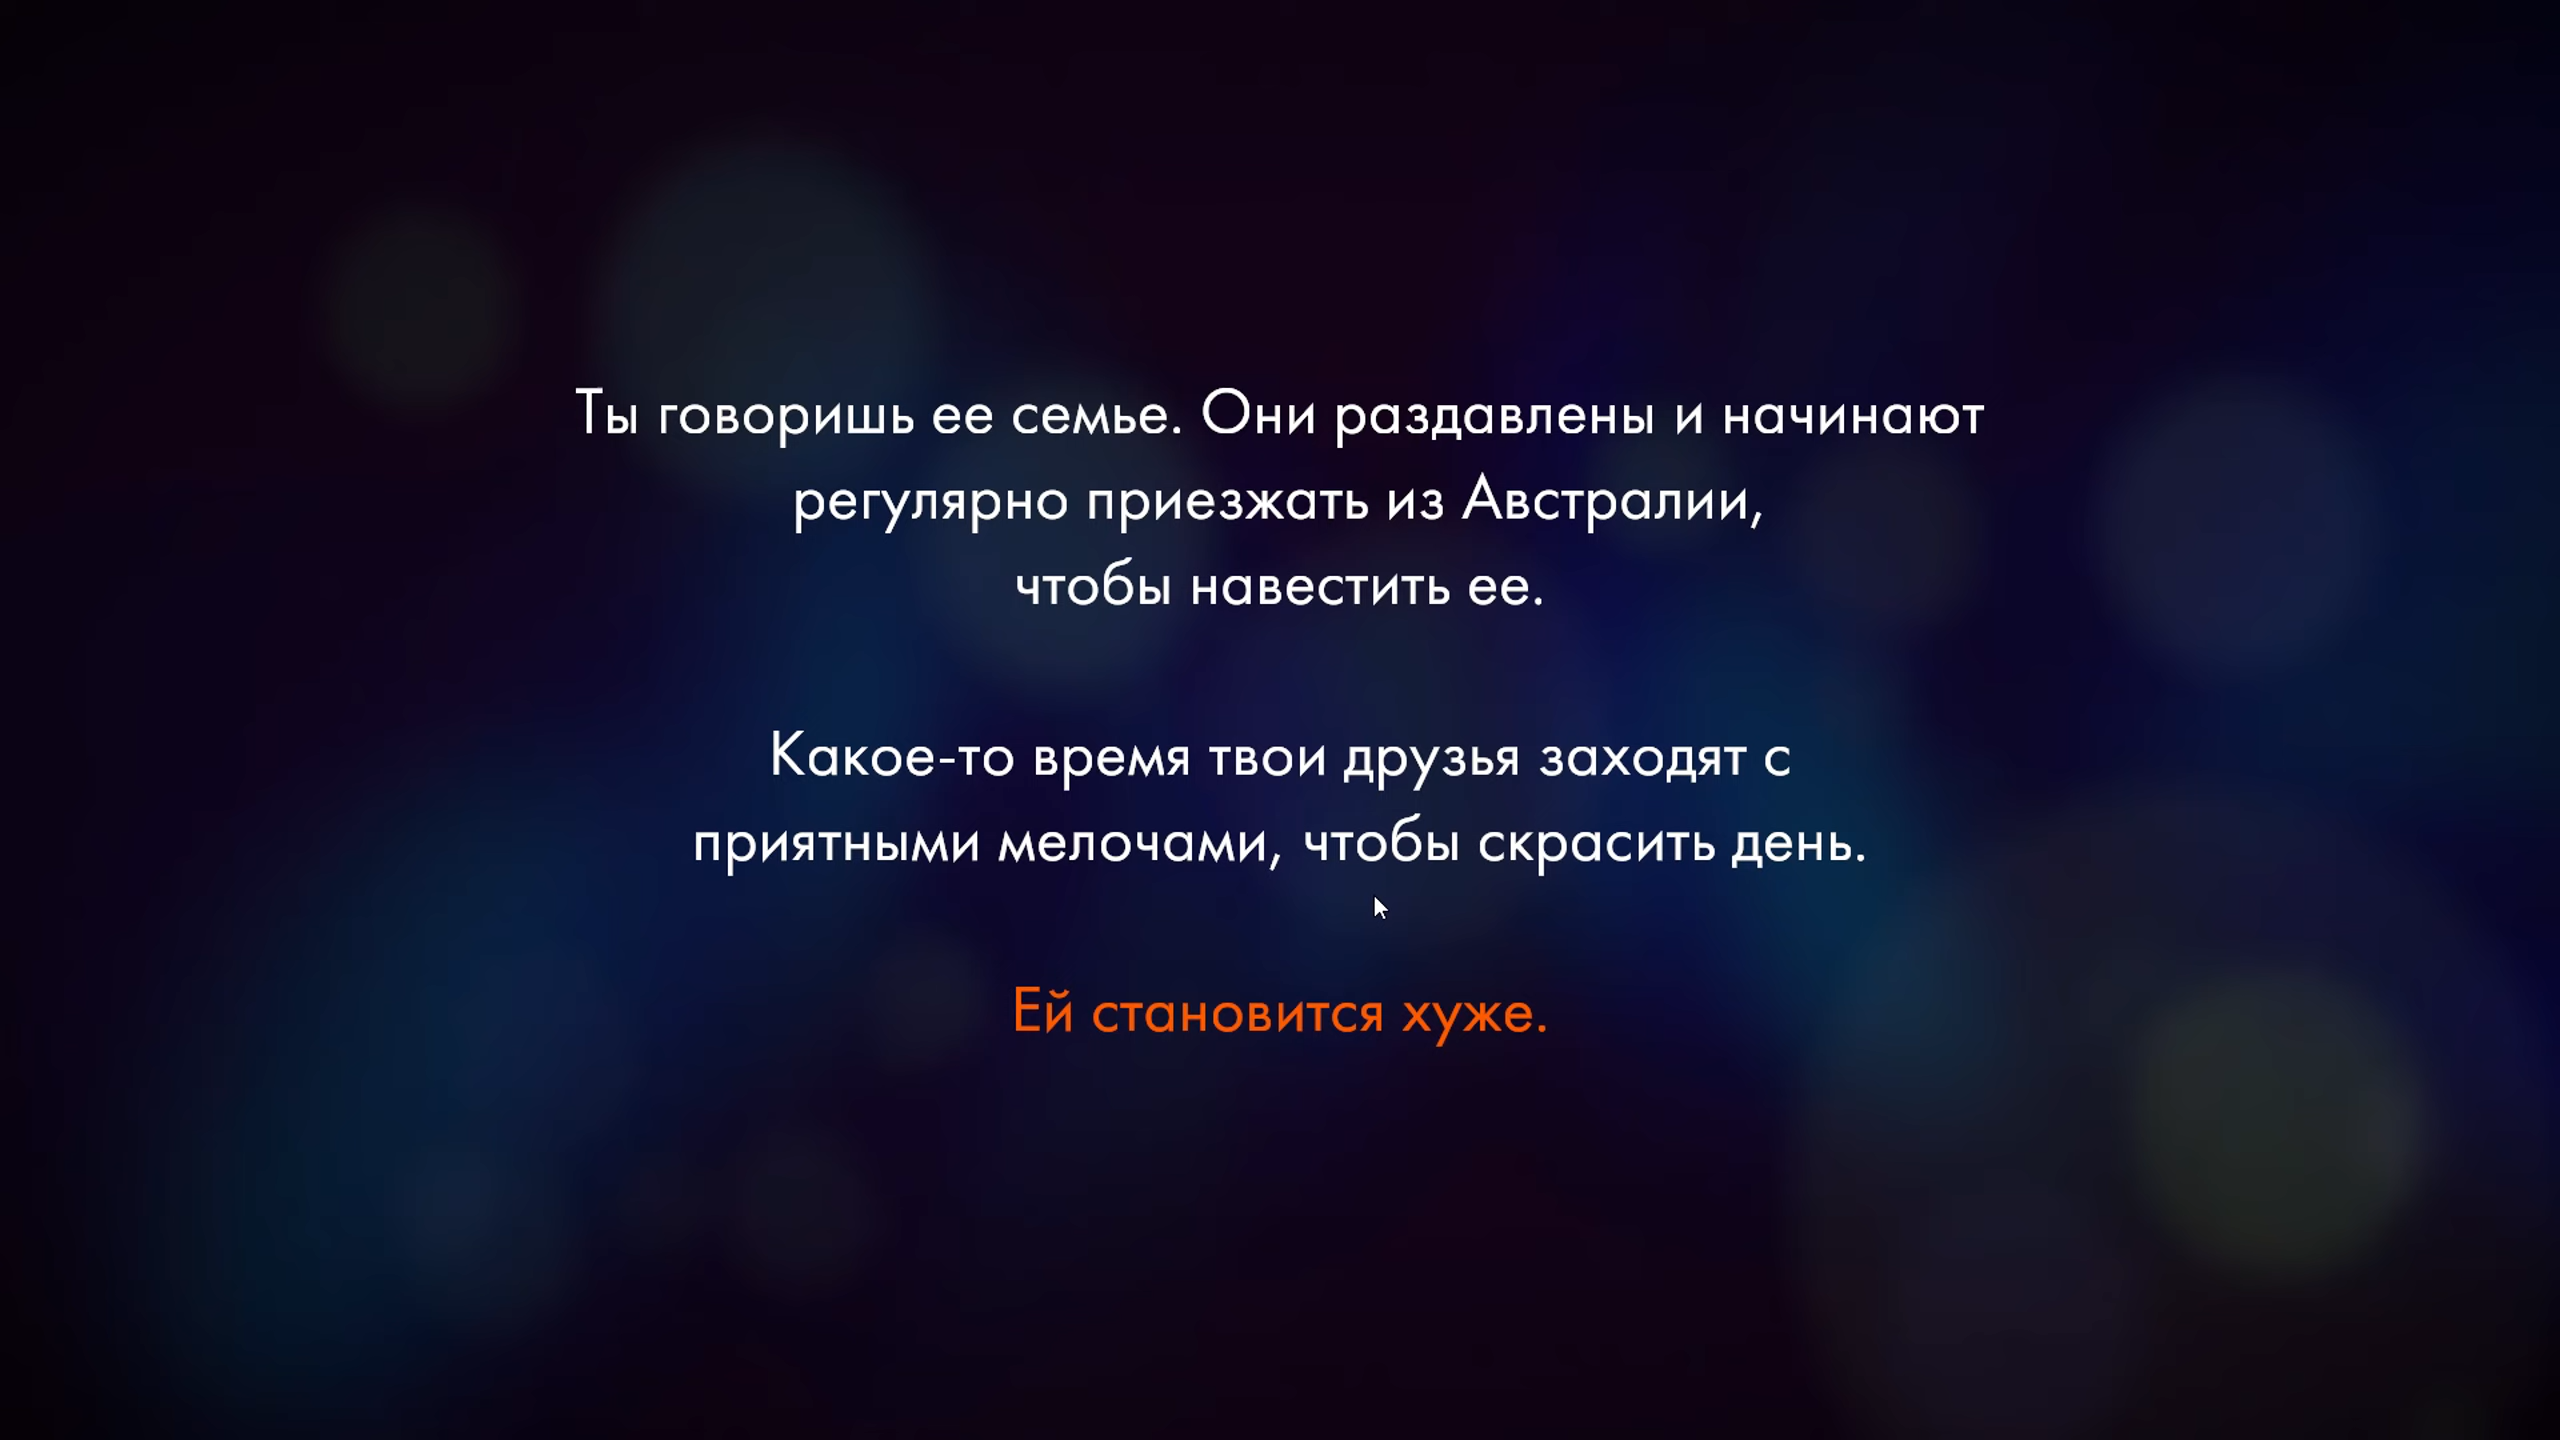 Ты говоришь ее семье. Они раздавлены и начинают
регулярно приезжать из Австралии,
чтобы навестить ее.
Какое-то время твои друзья заходят с
приятными мелочами, чтобы скрасить день.
Ей становится хуже.